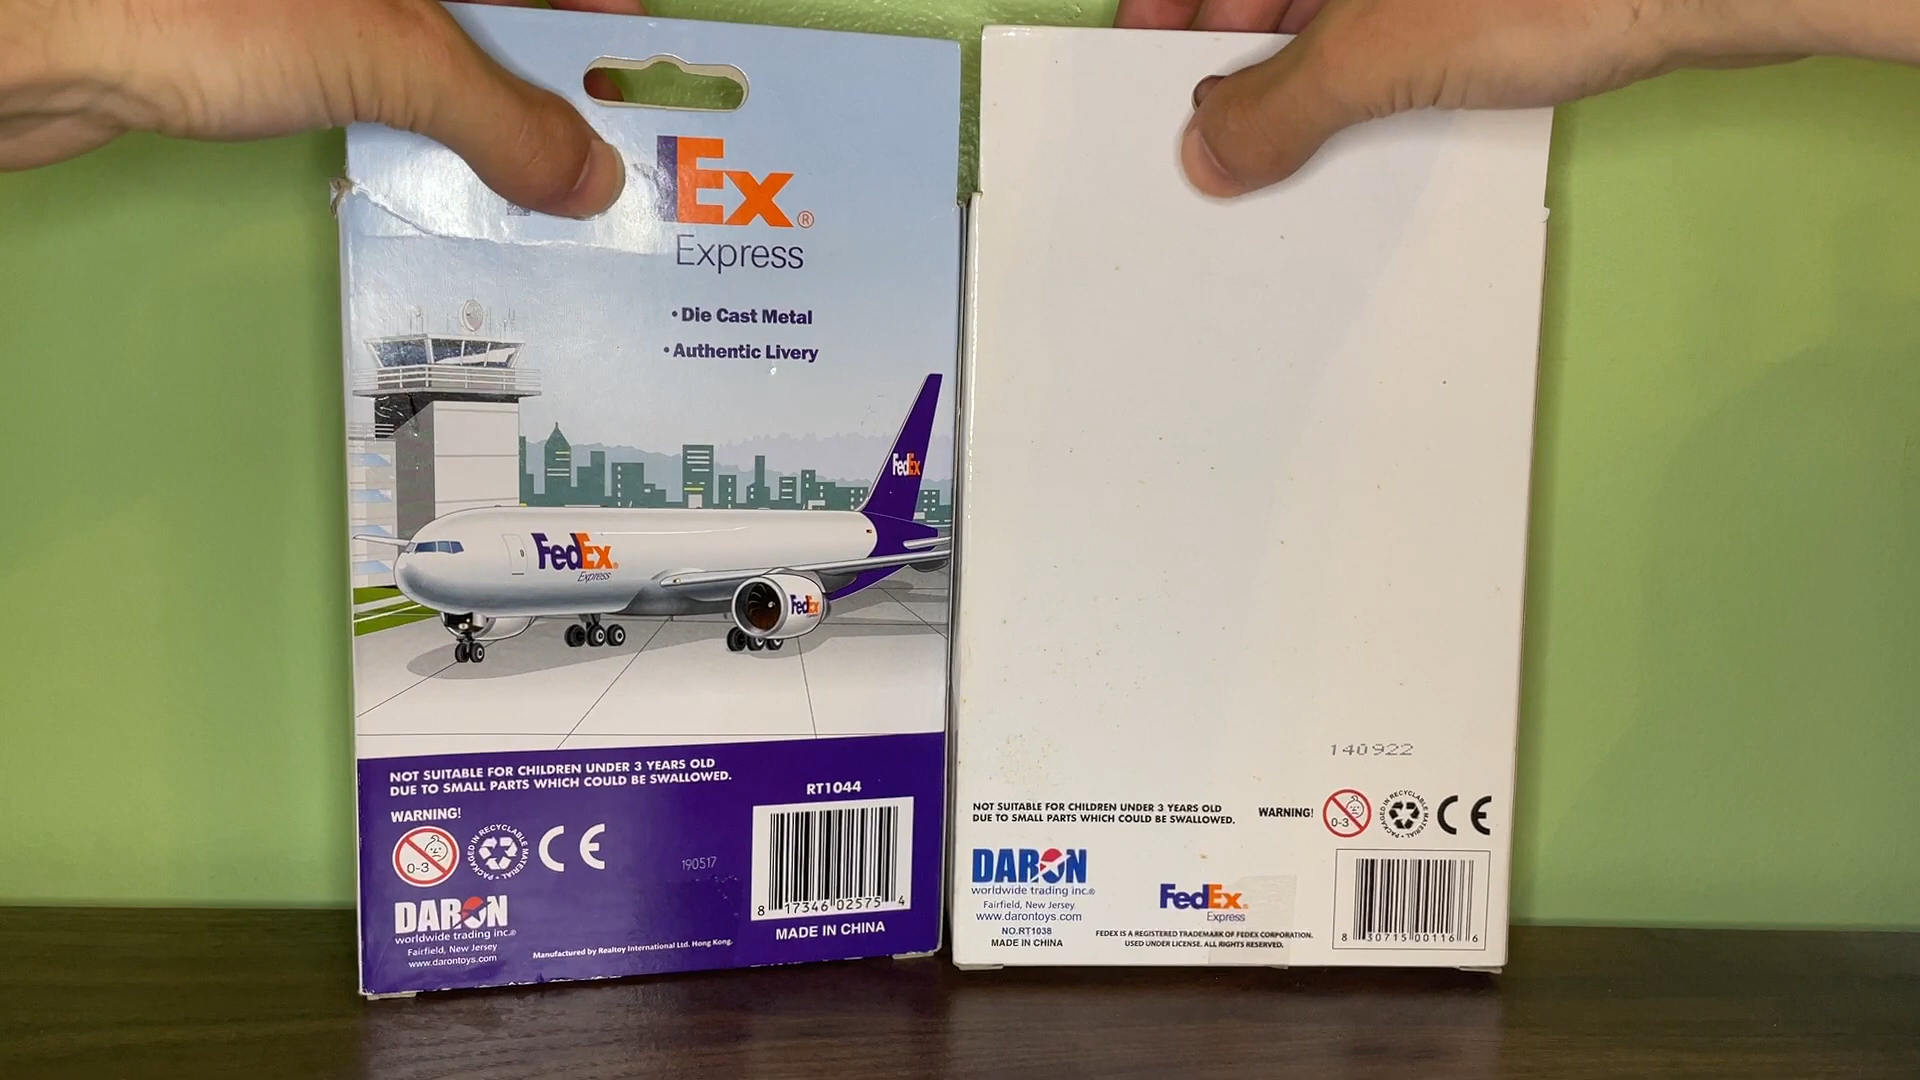 Ex®
Express
• Die Cast Metal
• Authentic Livery
FedEx
FedEx®
Express
FedEx
NOT SUITABLE FOR CHILDREN UNDER 3 YEARS OLD
DUE TO SMALL PARTS WHICH COULD BE SWALLOWED.
WARNING!
0-3
PACKAGED IN RECYCLABLE MATERIAL
CE
190517
RT1044
8 17346 02575 4
MADE IN CHINA
DARON
worldwide trading inc.®
Fairfield, New Jersey
www.darontoys.com
Manufactured by Realtoy International Ltd. Hong Kong.
140922
NOT SUITABLE FOR CHILDREN UNDER 3 YEARS OLD
DUE TO SMALL PARTS WHICH COULD BE SWALLOWED.
WARNING!
0-3
PACKAGED IN RECYCLABLE MATERIAL
CE
DARON
worldwide trading inc.®
Fairfield, New Jersey
www.darontoys.com
NO.RT1038
MADE IN CHINA
FedEx®
Express
FEDEX IS A REGISTERED TRADEMARK OF FEDEX CORPORATION.
USED UNDER LICENSE. ALL RIGHTS RESERVED.
8 30715 00116 6